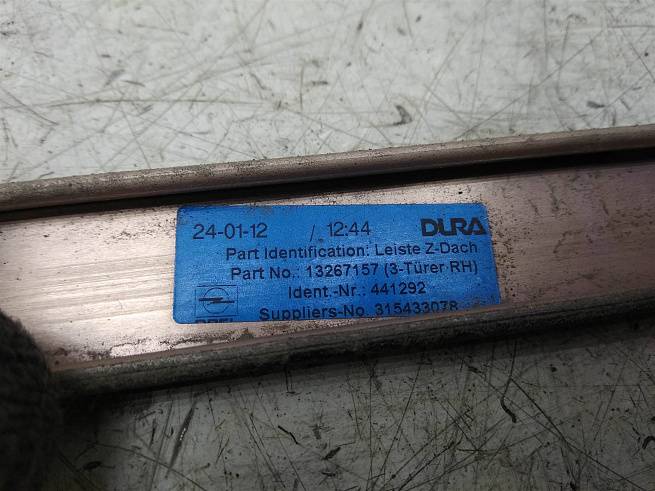 24-01-12 / 12:44 DURA
Part Identification: Leiste Z-Dach
Part No.: 13267157 (3-Türer RH)
Ident.-Nr.: 441292
OPEL Suppliers-No. 315433078